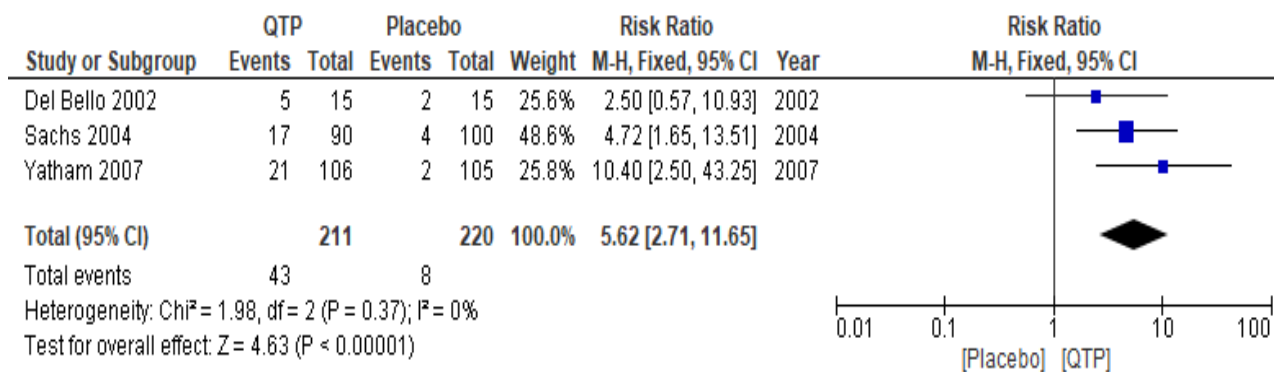 QTP Placebo Risk Ratio Risk Ratio
Study or Subgroup Events Total Events Total Weight M-H, Fixed, 95% CI Year M-H, Fixed, 95% CI
Del Bello 2002 5 15 2 15 25.6% 2.50 [0.57, 10.93] 2002
Sachs 2004 17 90 4 100 48.6% 4.72 [1.65, 13.51] 2004
Yatham 2007 21 106 2 105 25.8% 10.40 [2.50, 43.25] 2007
Total (95% CI) 211 220 100.0% 5.62 [2.71, 11.65]
Total events 43 8
Heterogeneity: Chi² = 1.98, df = 2 (P = 0.37); I² = 0%
Test for overall effect: Z = 4.63 (P < 0.00001)
0.01 0.1 1 10 100
[Placebo] [QTP]